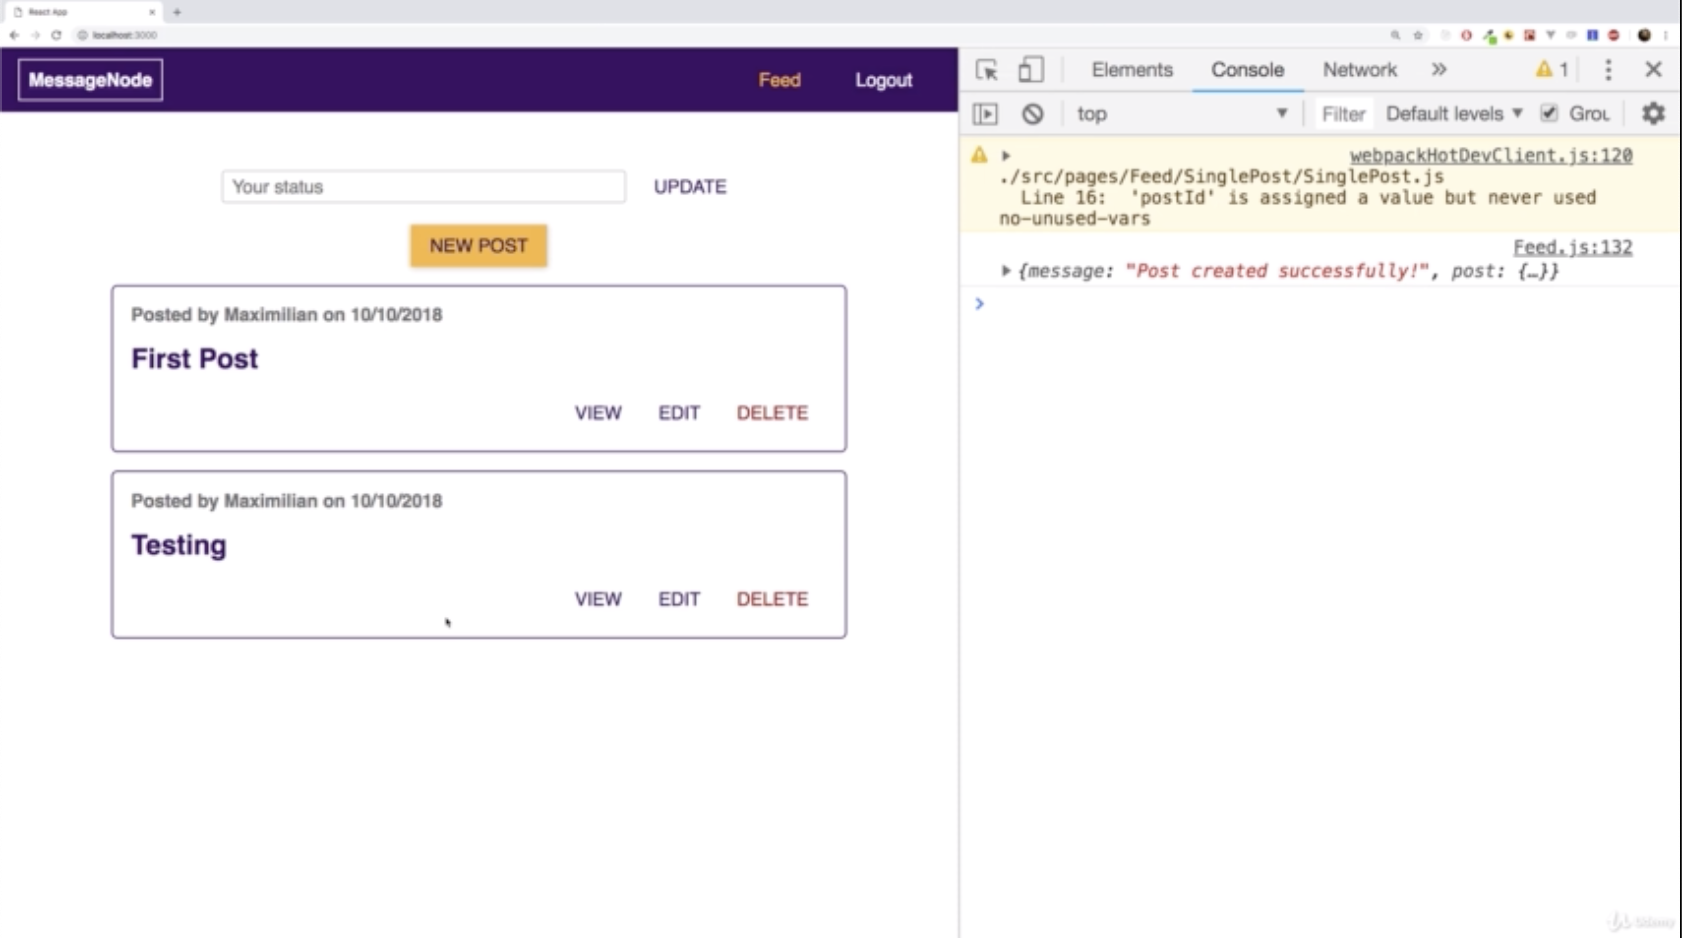 React App
localhost:3000
MessageNode
Feed
Logout
Your status
UPDATE
NEW POST
Posted by Maximilian on 10/10/2018
First Post
VIEW EDIT DELETE
Posted by Maximilian on 10/10/2018
Testing
VIEW EDIT DELETE
Elements Console Network 1
top Filter Default levels Grou
webpackHotDevClient.js:120
./src/pages/Feed/SinglePost/SinglePost.js
Line 16: 'postId' is assigned a value but never used
no-unused-vars
Feed.js:132
{message: "Post created successfully!", post: {…}}
Udemy